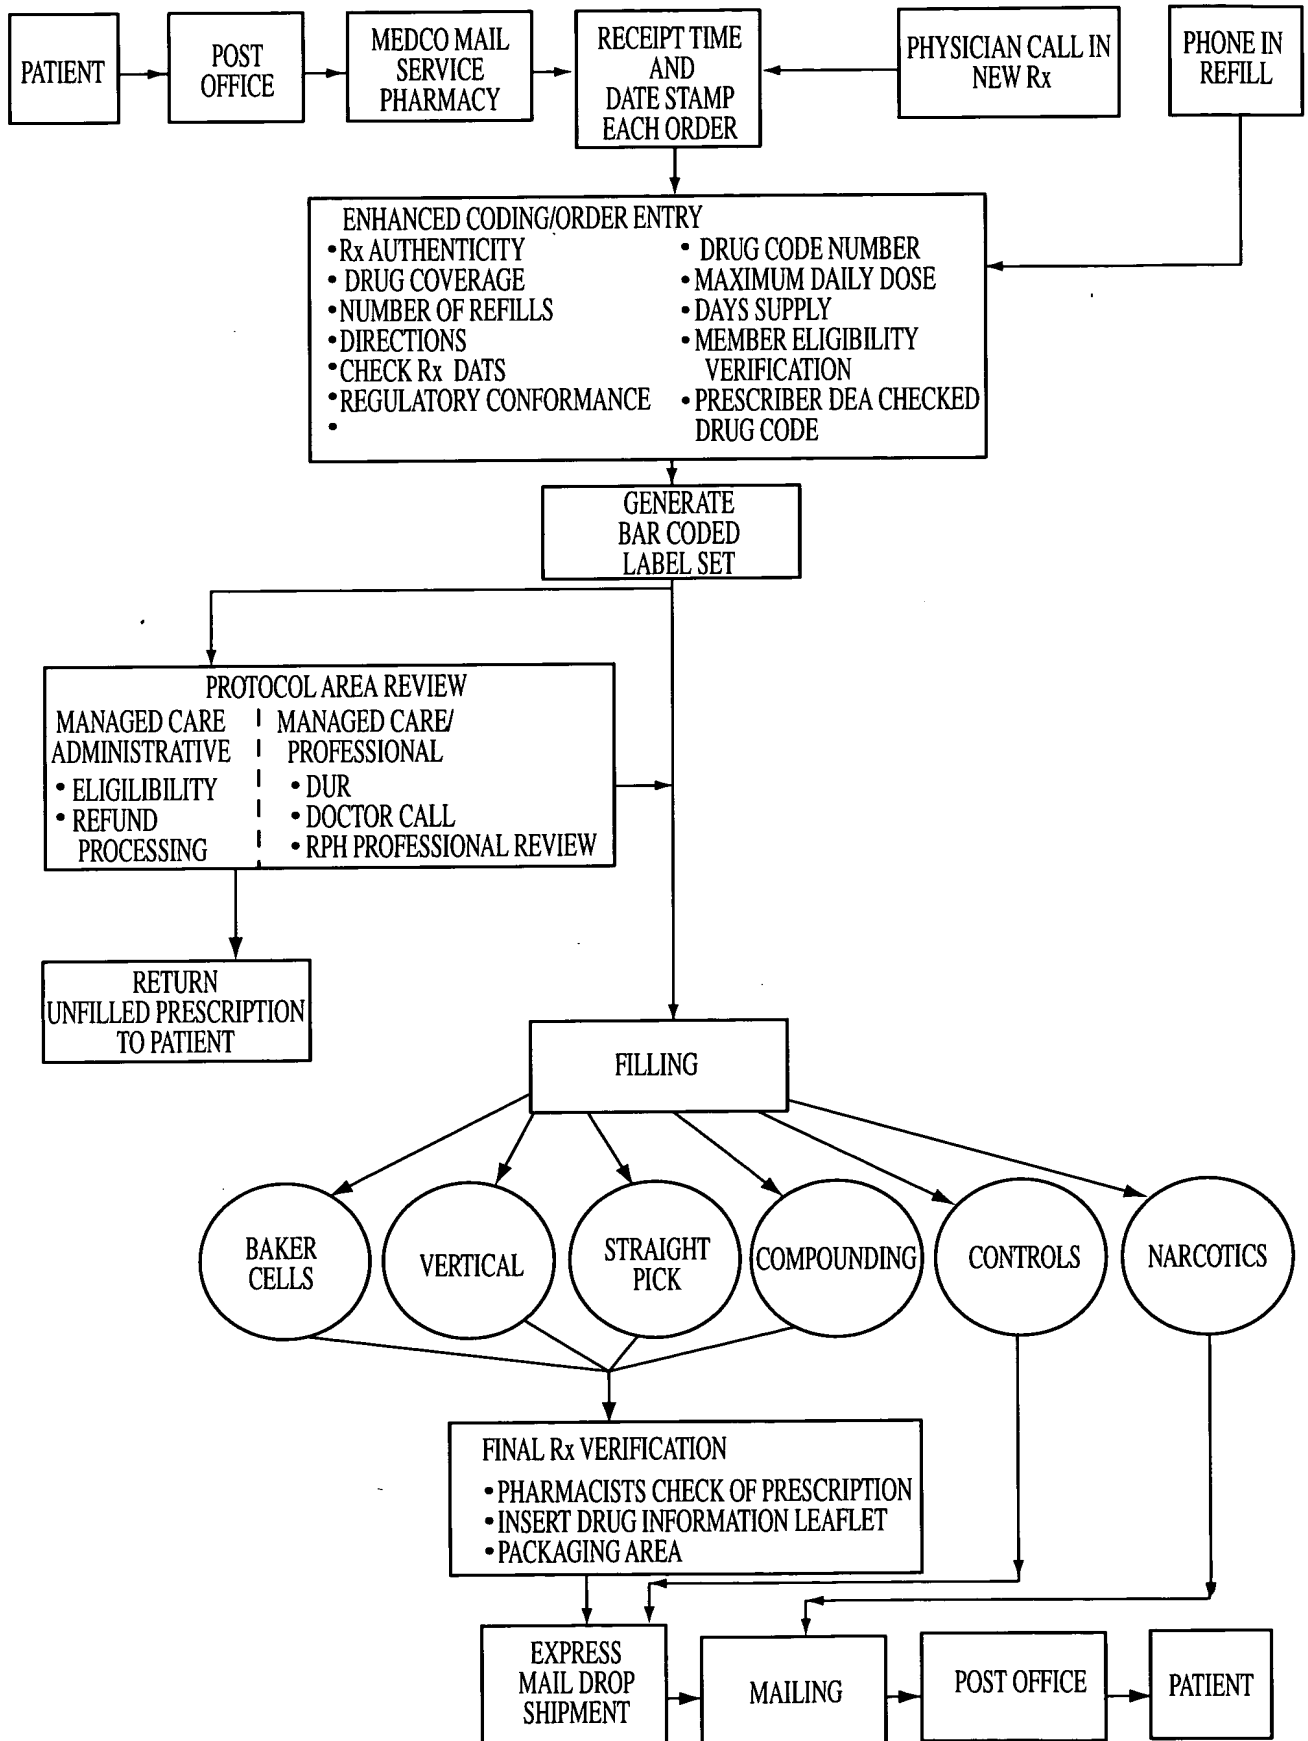 PATIENT
POST
OFFICE
MEDCO MAIL
SERVICE
PHARMACY
RECEIPT TIME
AND
DATE STAMP
EACH ORDER
PHYSICIAN CALL IN
NEW Rx
PHONE IN
REFILL
ENHANCED CODING/ORDER ENTRY
• Rx AUTHENTICITY
• DRUG COVERAGE
• NUMBER OF REFILLS
• DIRECTIONS
• CHECK Rx DATS
• REGULATORY CONFORMANCE
•
• DRUG CODE NUMBER
• MAXIMUM DAILY DOSE
• DAYS SUPPLY
• MEMBER ELIGIBILITY
VERIFICATION
• PRESCRIBER DEA CHECKED
DRUG CODE
GENERATE
BAR CODED
LABEL SET
PROTOCOL AREA REVIEW
MANAGED CARE
ADMINISTRATIVE
• ELIGILIBILITY
• REFUND
PROCESSING
MANAGED CARE/
PROFESSIONAL
• DUR
• DOCTOR CALL
• RPH PROFESSIONAL REVIEW
RETURN
UNFILLED PRESCRIPTION
TO PATIENT
FILLING
BAKER
CELLS
VERTICAL
STRAIGHT
PICK
COMPOUNDING
CONTROLS
NARCOTICS
FINAL Rx VERIFICATION
• PHARMACISTS CHECK OF PRESCRIPTION
• INSERT DRUG INFORMATION LEAFLET
• PACKAGING AREA
EXPRESS
MAIL DROP
SHIPMENT
MAILING
POST OFFICE
PATIENT